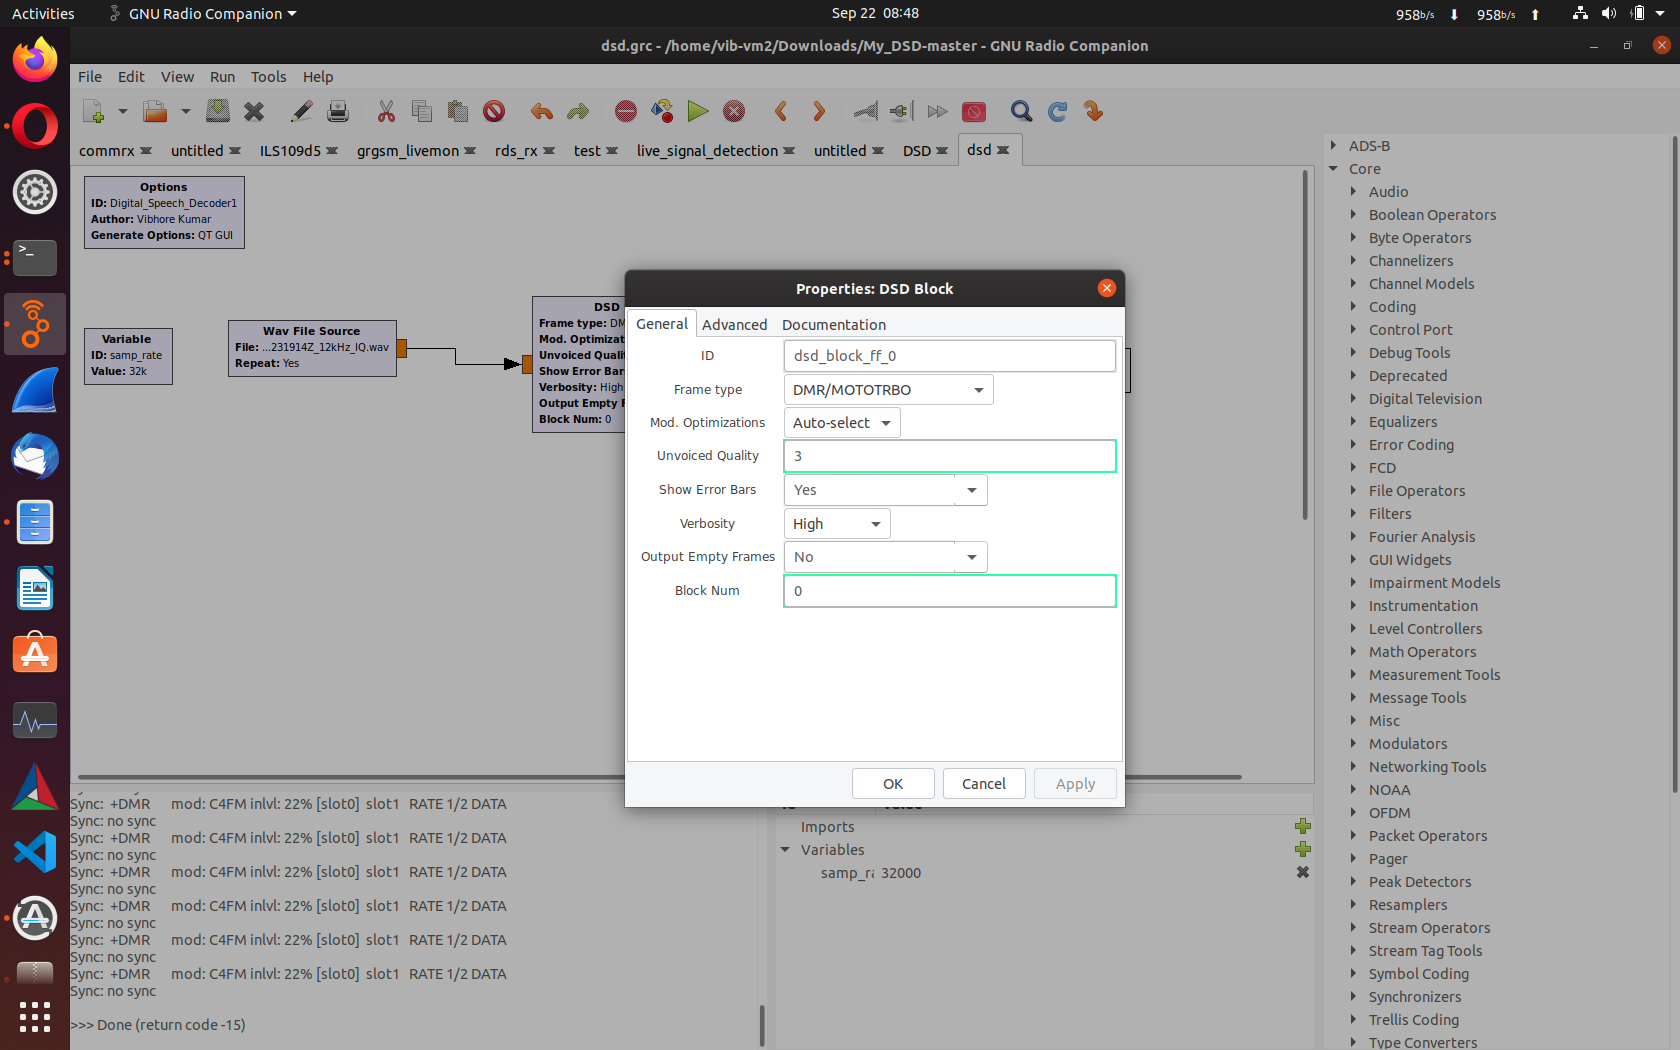 Activities
GNU Radio Companion
Sep 22 08:48
958b/s
958b/s
dsd.grc - /home/vib-vm2/Downloads/My_DSD-master - GNU Radio Companion
File Edit View Run Tools Help
commrx untitled ILS109d5 grgsm_livemon rds_rx test live_signal_detection untitled DSD dsd
Options
ID: Digital_Speech_Decoder1
Author: Vibhore Kumar
Generate Options: QT GUI
Variable
ID: samp_rate
Value: 32k
Wav File Source
File: ...231914Z_12kHz_IQ.wav
Repeat: Yes
DSD
Frame type:
Mod. Optimizat
Unvoiced Quali
Show Error Bar
Verbosity: High
Output Empty F
Block Num: 0
Properties: DSD Block
General Advanced Documentation
ID dsd_block_ff_0
Frame type DMR/MOTOTRBO
Mod. Optimizations Auto-select
Unvoiced Quality 3
Show Error Bars Yes
Verbosity High
Output Empty Frames No
Block Num 0
OK Cancel Apply
Sync: +DMR mod: C4FM inlvl: 22% [slot0] slot1 RATE 1/2 DATA
Sync: no sync
Sync: +DMR mod: C4FM inlvl: 22% [slot0] slot1 RATE 1/2 DATA
Sync: no sync
Sync: +DMR mod: C4FM inlvl: 22% [slot0] slot1 RATE 1/2 DATA
Sync: no sync
Sync: +DMR mod: C4FM inlvl: 22% [slot0] slot1 RATE 1/2 DATA
Sync: no sync
Sync: +DMR mod: C4FM inlvl: 22% [slot0] slot1 RATE 1/2 DATA
Sync: no sync
Sync: +DMR mod: C4FM inlvl: 22% [slot0] slot1 RATE 1/2 DATA
Sync: no sync
>>> Done (return code -15)
Imports
Variables
samp_ra 32000
ADS-B
Core
Audio
Boolean Operators
Byte Operators
Channelizers
Channel Models
Coding
Control Port
Debug Tools
Deprecated
Digital Television
Equalizers
Error Coding
FCD
File Operators
Filters
Fourier Analysis
GUI Widgets
Impairment Models
Instrumentation
Level Controllers
Math Operators
Measurement Tools
Message Tools
Misc
Modulators
Networking Tools
NOAA
OFDM
Packet Operators
Pager
Peak Detectors
Resamplers
Stream Operators
Stream Tag Tools
Symbol Coding
Synchronizers
Trellis Coding
Type Converters